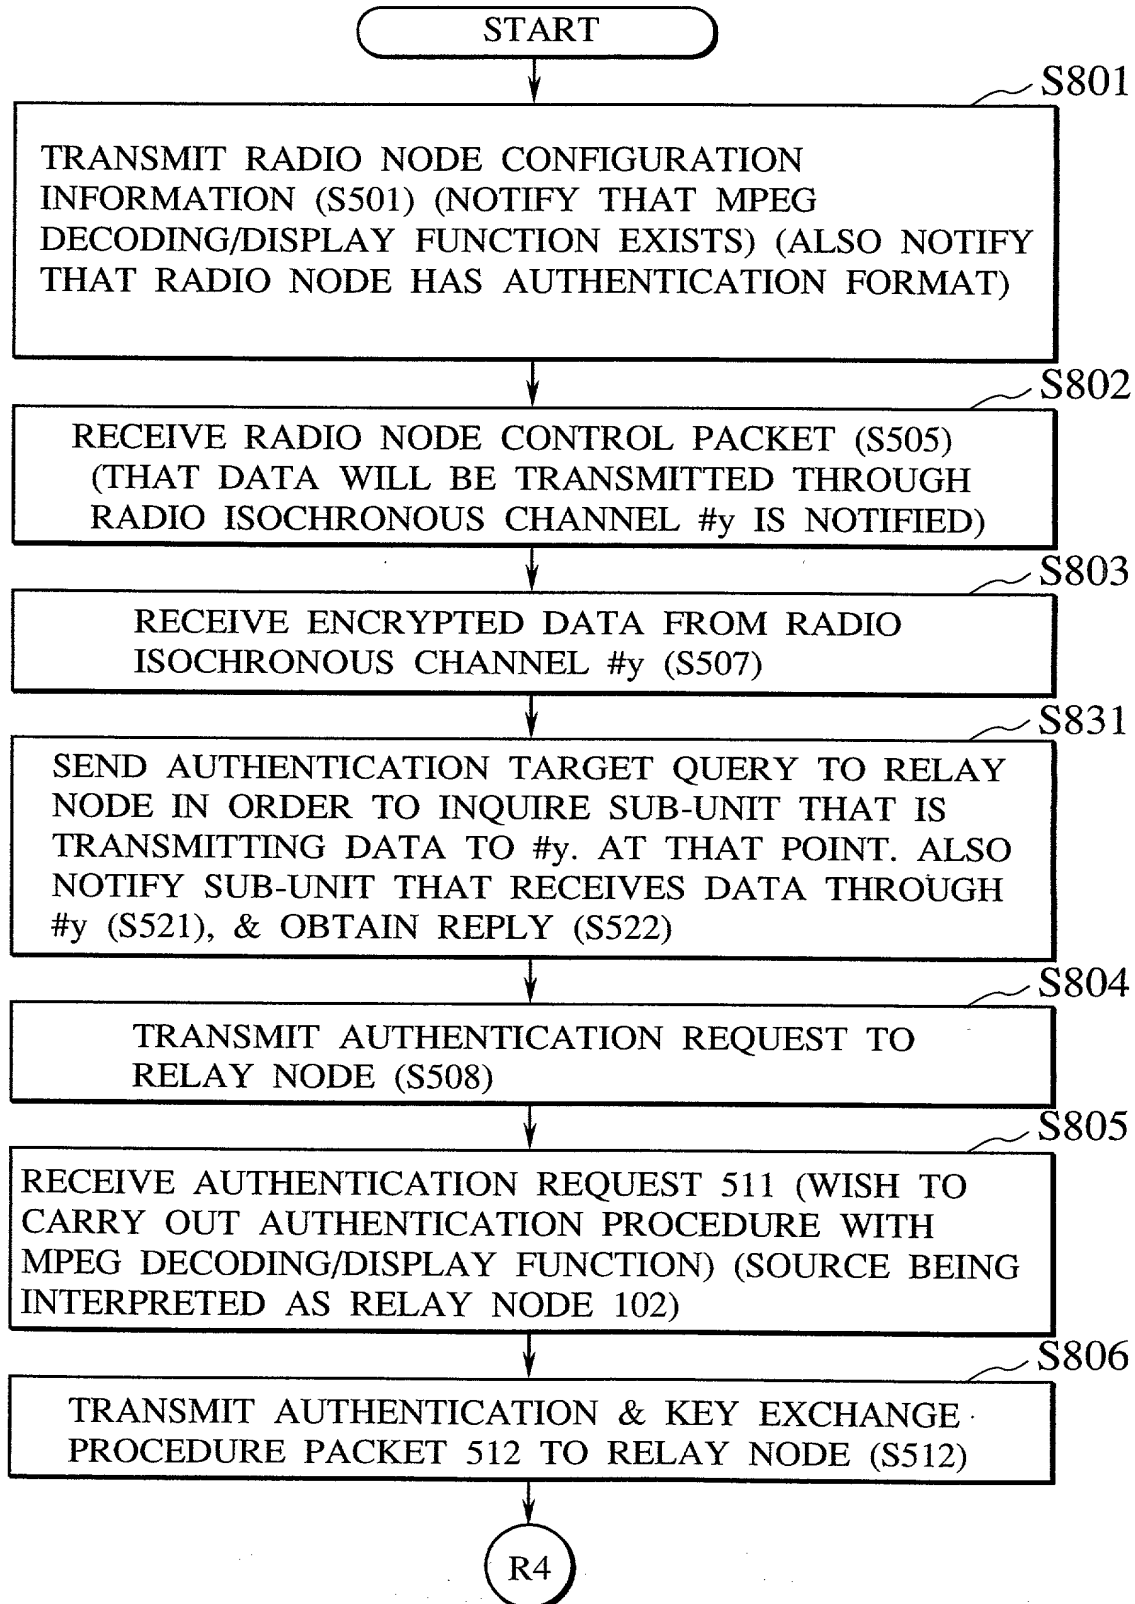 START
S801
TRANSMIT RADIO NODE CONFIGURATION
INFORMATION (S501) (NOTIFY THAT MPEG
DECODING/DISPLAY FUNCTION EXISTS) (ALSO NOTIFY
THAT RADIO NODE HAS AUTHENTICATION FORMAT)
S802
RECEIVE RADIO NODE CONTROL PACKET (S505)
(THAT DATA WILL BE TRANSMITTED THROUGH
RADIO ISOCHRONOUS CHANNEL #y IS NOTIFIED)
S803
RECEIVE ENCRYPTED DATA FROM RADIO
ISOCHRONOUS CHANNEL #y (S507)
S831
SEND AUTHENTICATION TARGET QUERY TO RELAY
NODE IN ORDER TO INQUIRE SUB-UNIT THAT IS
TRANSMITTING DATA TO #y. AT THAT POINT. ALSO
NOTIFY SUB-UNIT THAT RECEIVES DATA THROUGH
#y (S521), & OBTAIN REPLY (S522)
S804
TRANSMIT AUTHENTICATION REQUEST TO
RELAY NODE (S508)
S805
RECEIVE AUTHENTICATION REQUEST 511 (WISH TO
CARRY OUT AUTHENTICATION PROCEDURE WITH
MPEG DECODING/DISPLAY FUNCTION) (SOURCE BEING
INTERPRETED AS RELAY NODE 102)
S806
TRANSMIT AUTHENTICATION & KEY EXCHANGE
PROCEDURE PACKET 512 TO RELAY NODE (S512)
R4